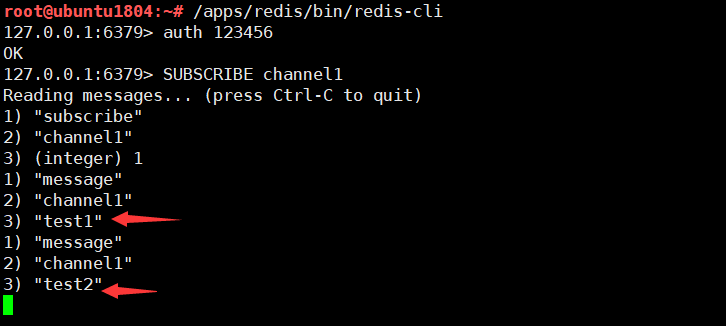 root@ubuntu1804:~# /apps/redis/bin/redis-cli
127.0.0.1:6379> auth 123456
OK
127.0.0.1:6379> SUBSCRIBE channel1
Reading messages... (press Ctrl-C to quit)
1) "subscribe"
2) "channel1"
3) (integer) 1
1) "message"
2) "channel1"
3) "test1"
1) "message"
2) "channel1"
3) "test2"